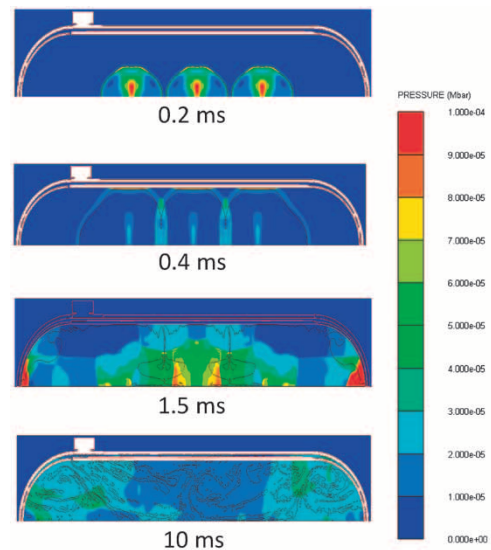 0.2 ms
0.4 ms
1.5 ms
10 ms
PRESSURE (Mbar)
1.000e-04
9.000e-05
8.000e-05
7.000e-05
6.000e-05
5.000e-05
4.000e-05
3.000e-05
2.000e-05
1.000e-05
0.000e+00